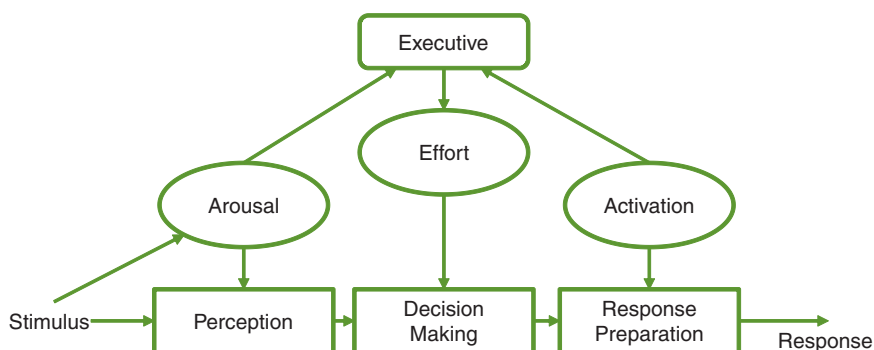 Executive
Effort
Arousal
Activation
Stimulus
Perception
Decision
Making
Response
Preparation
Response